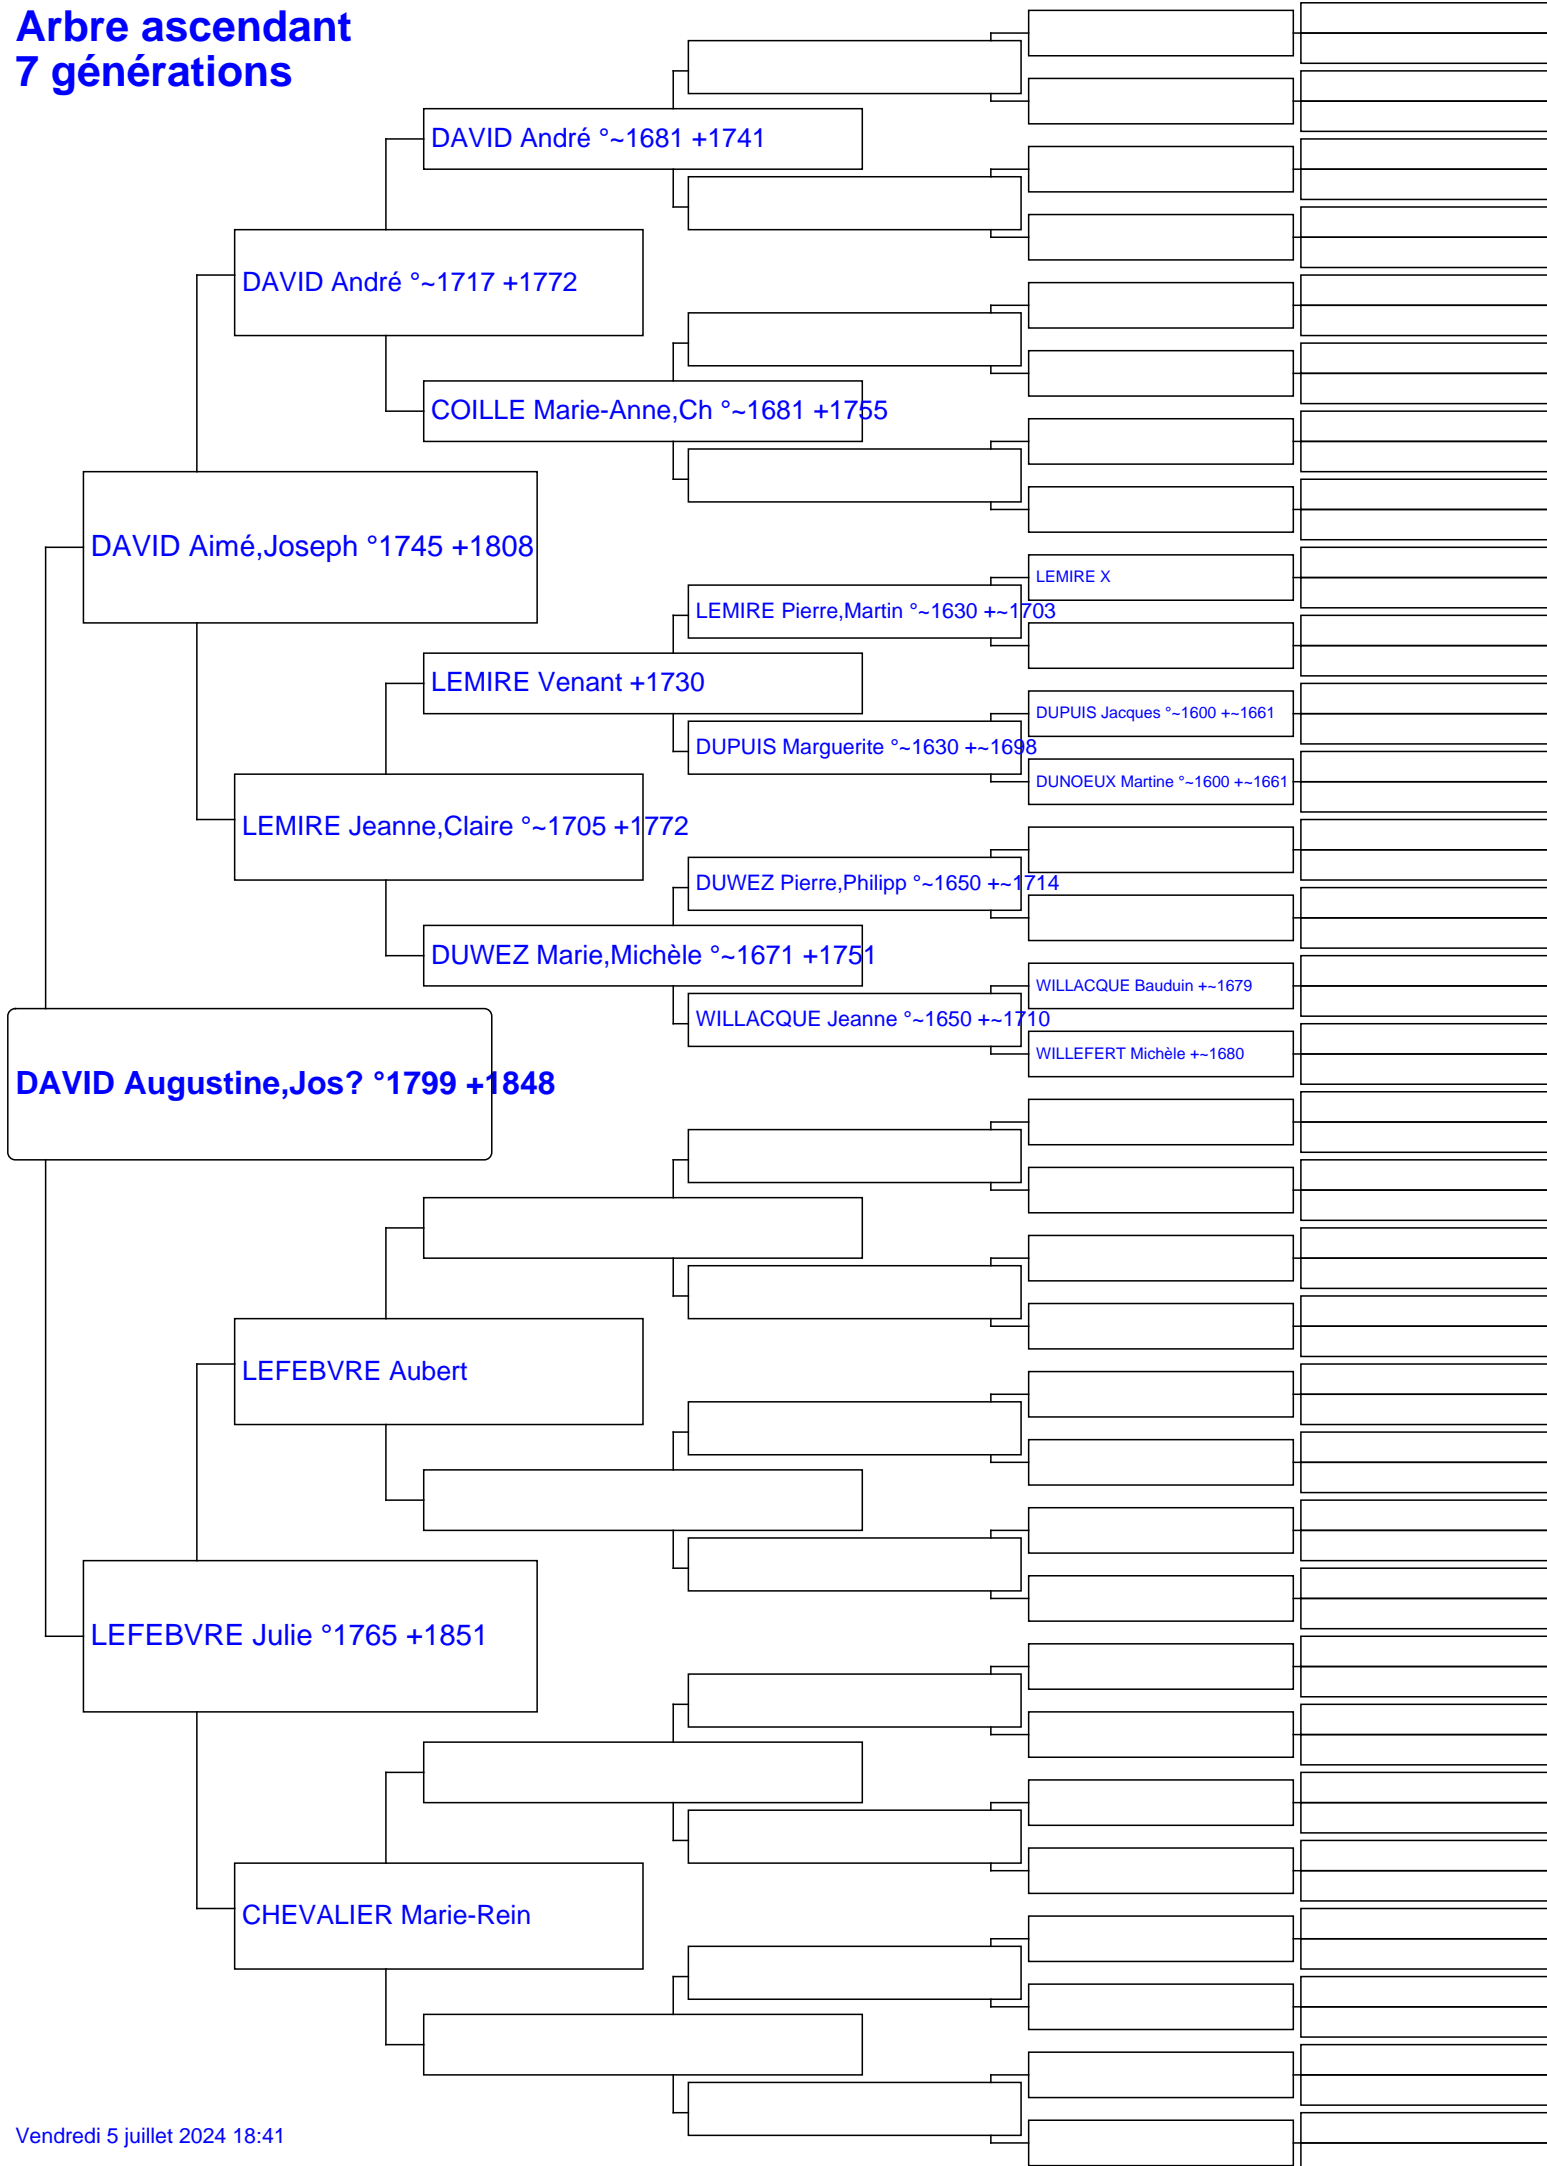 Arbre ascendant
7 générations
DAVID André °~1681 +1741
DAVID André °~1717 +1772
COILLE Marie-Anne,Ch °~1681 +1755
DAVID Aimé,Joseph °1745 +1808
LEMIRE X
LEMIRE Pierre,Martin °~1630 +~1703
LEMIRE Venant +1730
DUPUIS Jacques °~1600 +~1661
DUPUIS Marguerite °~1630 +~1698
DUNOEUX Martine °~1600 +~1661
LEMIRE Jeanne,Claire °~1705 +1772
DUWEZ Pierre,Philipp °~1650 +~1714
DUWEZ Marie,Michèle °~1671 +1751
WILLACQUE Bauduin +~1679
WILLACQUE Jeanne °~1650 +~1710
WILLEFERT Michèle +~1680
DAVID Augustine,Jos? °1799 +1848
LEFEBVRE Aubert
LEFEBVRE Julie °1765 +1851
CHEVALIER Marie-Rein
Vendredi 5 juillet 2024 18:41